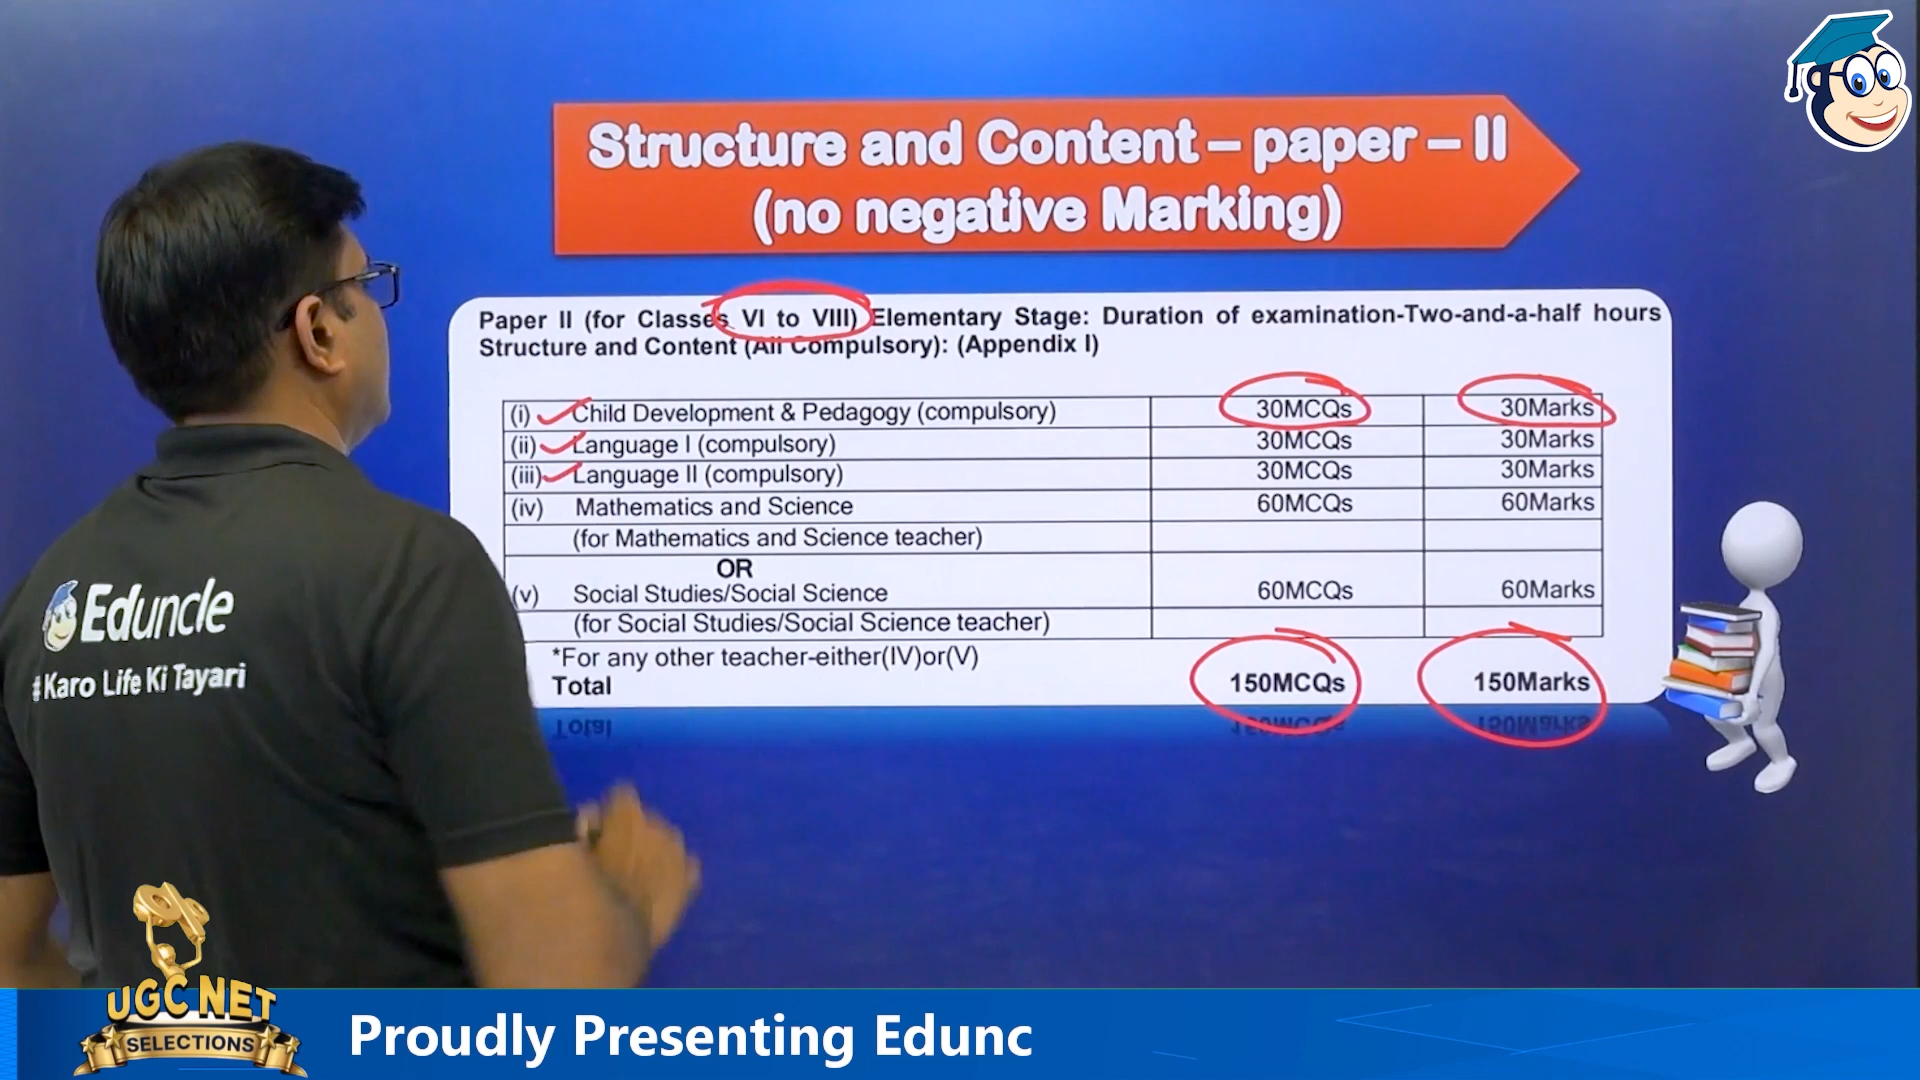 Structure and Content – paper – II
(no negative Marking)
Paper II (for Classes VI to VIII) Elementary Stage: Duration of examination-Two-and-a-half hours
Structure and Content (All Compulsory): (Appendix I)
(i) Child Development & Pedagogy (compulsory) 30MCQs 30Marks
(ii) Language I (compulsory) 30MCQs 30Marks
(iii) Language II (compulsory) 30MCQs 30Marks
(iv) Mathematics and Science 60MCQs 60Marks
(for Mathematics and Science teacher)
OR
(v) Social Studies/Social Science 60MCQs 60Marks
(for Social Studies/Social Science teacher)
*For any other teacher-either(IV)or(V)
Total 150MCQs 150Marks
Eduncle
#Karo Life Ki Tayari
UGC NET
SELECTIONS
Proudly Presenting Edunc